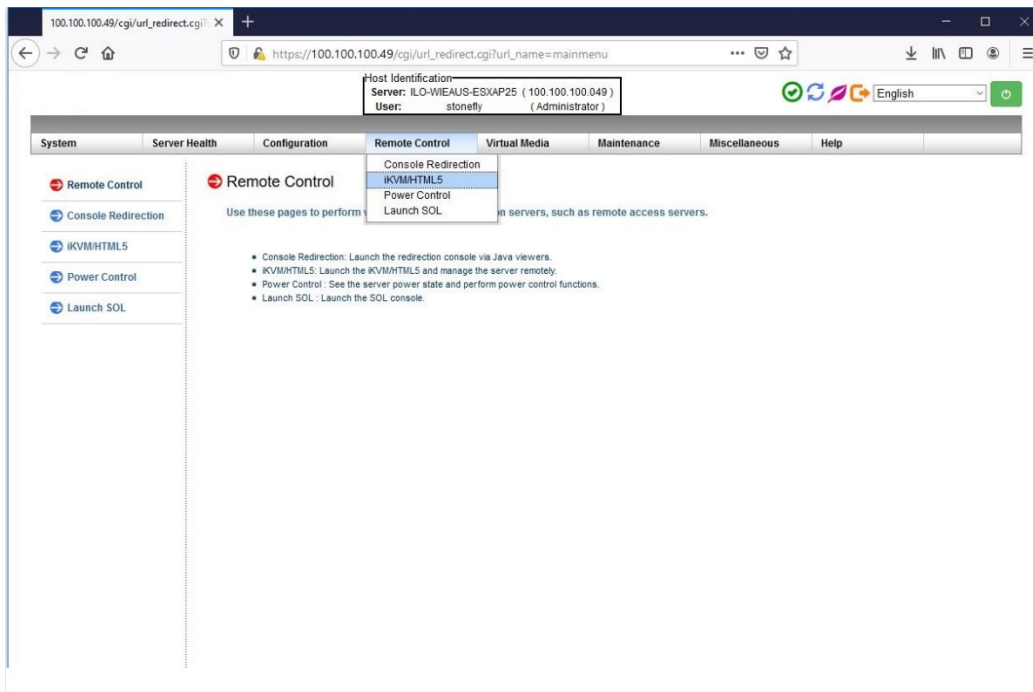 100.100.100.49/cgi/url_redirect.cgi?
https://100.100.100.49/cgi/url_redirect.cgi?url_name=mainmenu
Host Identification
Server: ILO-WIEAUS-ESXAP25 ( 100.100.100.049 )
User: stonefly ( Administrator )
English
System Server Health Configuration Remote Control Virtual Media Maintenance Miscellaneous Help
Console Redirection
iKVM/HTML5
Power Control
Launch SOL
Remote Control
Console Redirection
iKVM/HTML5
Power Control
Launch SOL
Remote Control
Use these pages to perform on servers, such as remote access servers.
Console Redirection: Launch the redirection console via Java viewers.
iKVM/HTML5: Launch the iKVM/HTML5 and manage the server remotely.
Power Control : See the server power state and perform power control functions.
Launch SOL : Launch the SOL console.